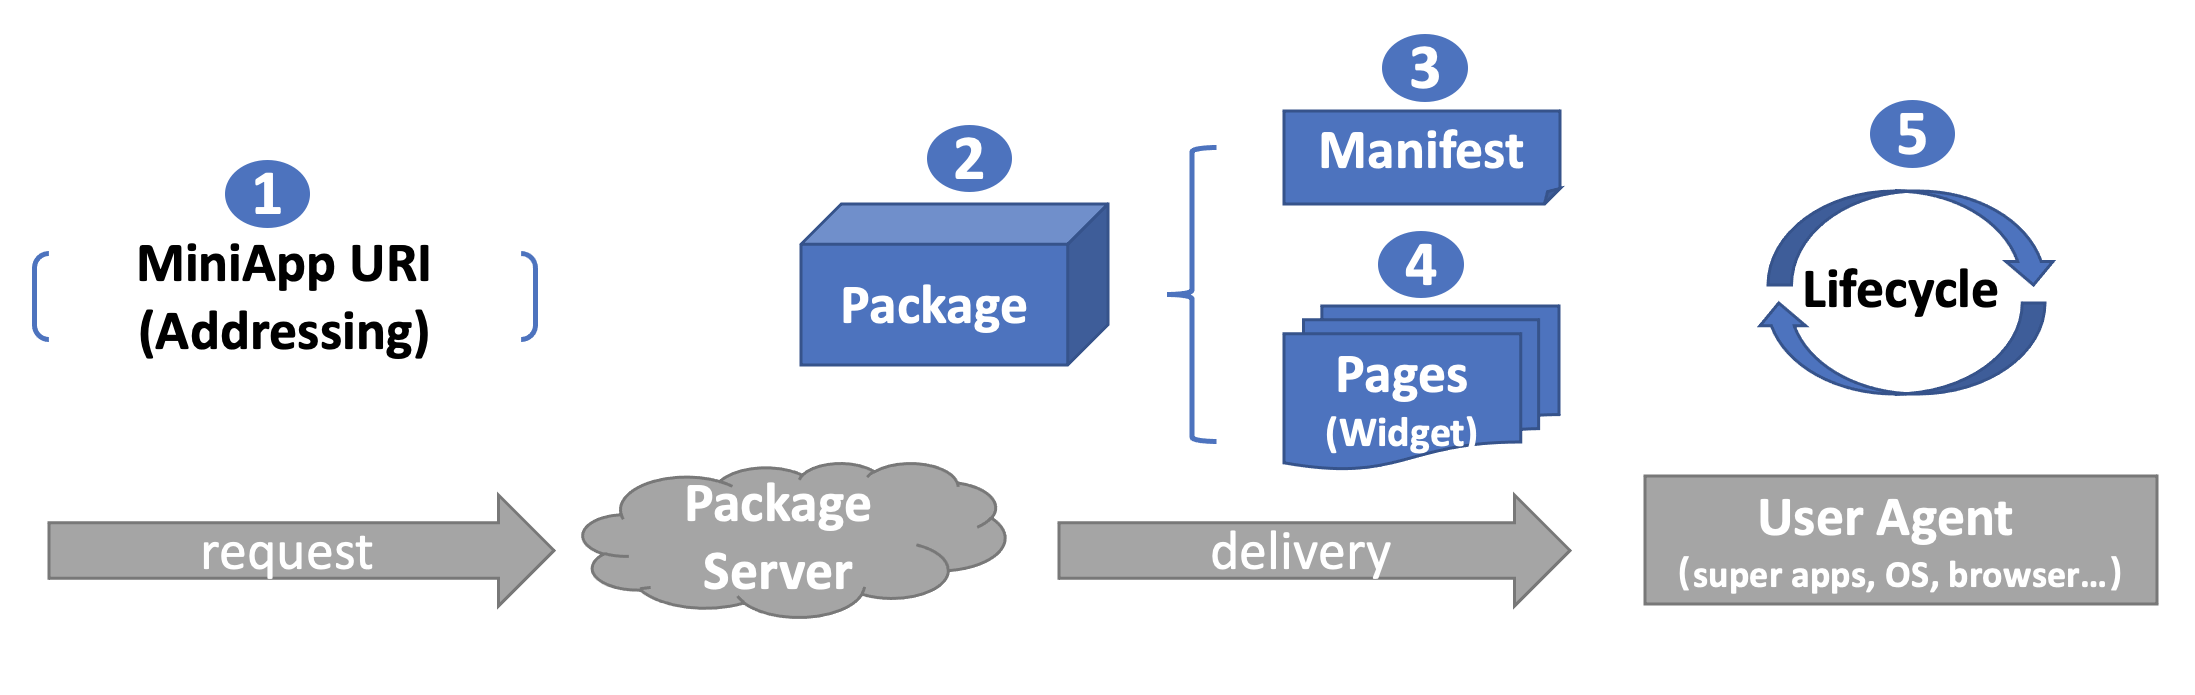 1
MiniApp URI
(Addressing)
2
Package
3
Manifest
4
Pages
(Widget)
5
Lifecycle
request
Package
Server
delivery
User Agent
(super apps, OS, browser...)